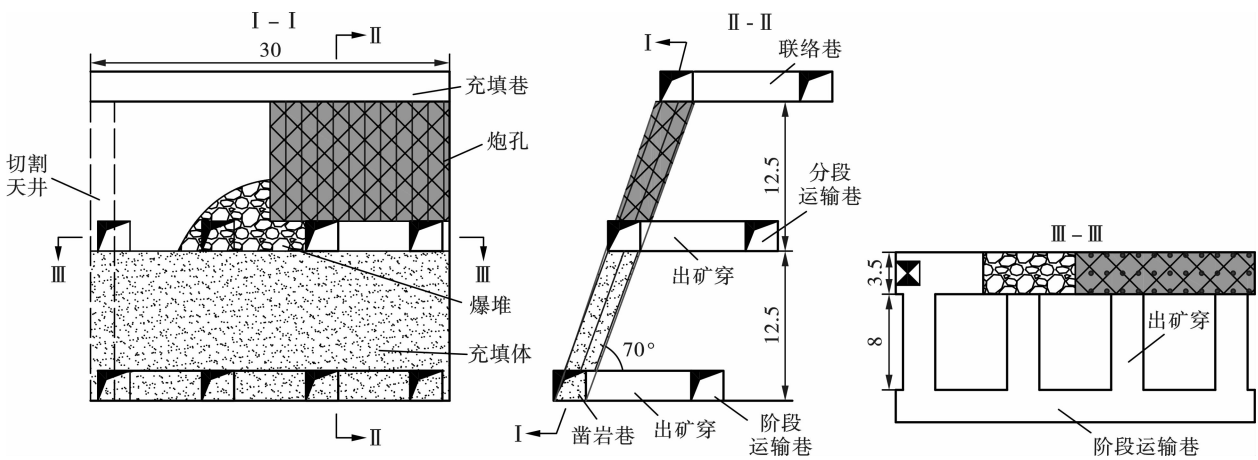 Ⅰ－Ⅰ
Ⅱ
30
充填巷
炮孔
切割
天井
Ⅲ
Ⅲ
爆堆
充填体
Ⅱ
Ⅱ-Ⅱ
Ⅰ
联络巷
12.5
分段
运输巷
出矿穿
12.5
70°
Ⅰ
凿岩巷
出矿穿
阶段
运输巷
Ⅲ－Ⅲ
3.5
8
出矿穿
阶段运输巷